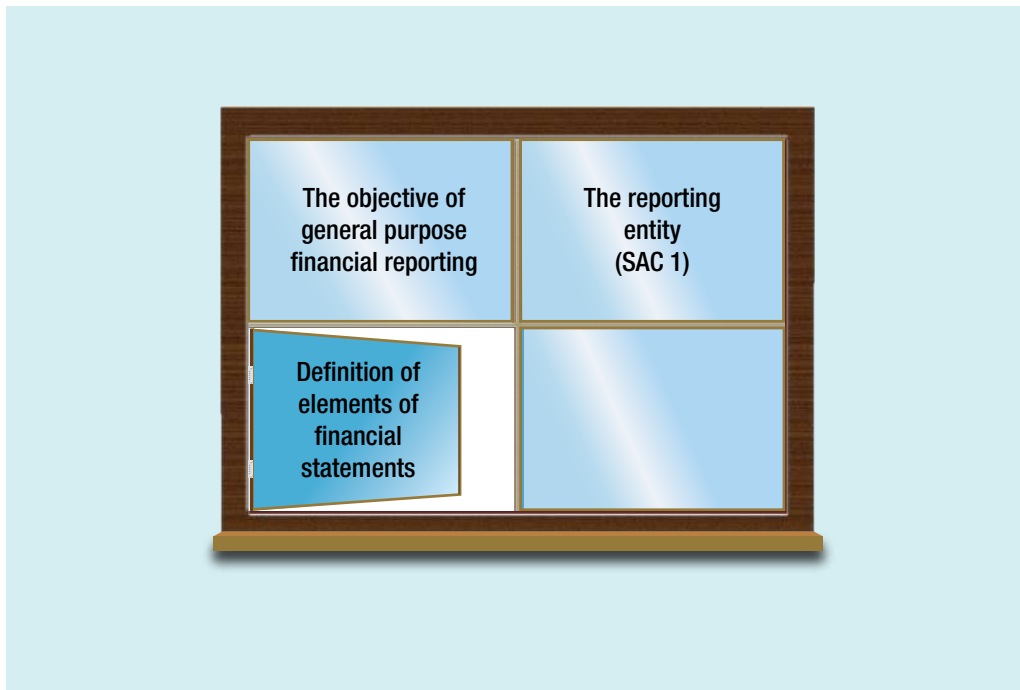 The objective of
general purpose
financial reporting
The reporting
entity
(SAC 1)
Definition of
elements of
financial
statements